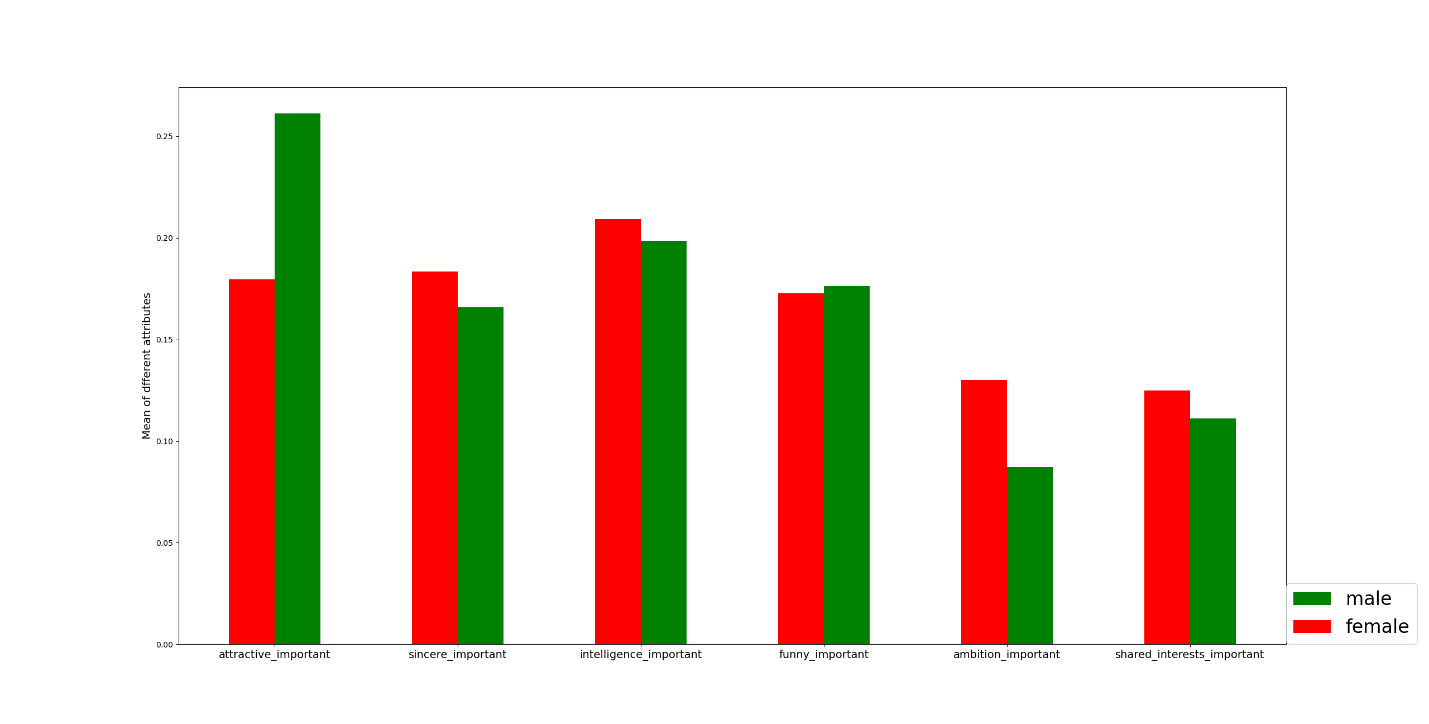 Mean of dfferent attributes
0.25
0.20
0.15
0.10
0.05
0.00
attractive_important
sincere_important
intelligence_important
funny_important
ambition_important
shared_interests_important
male
female